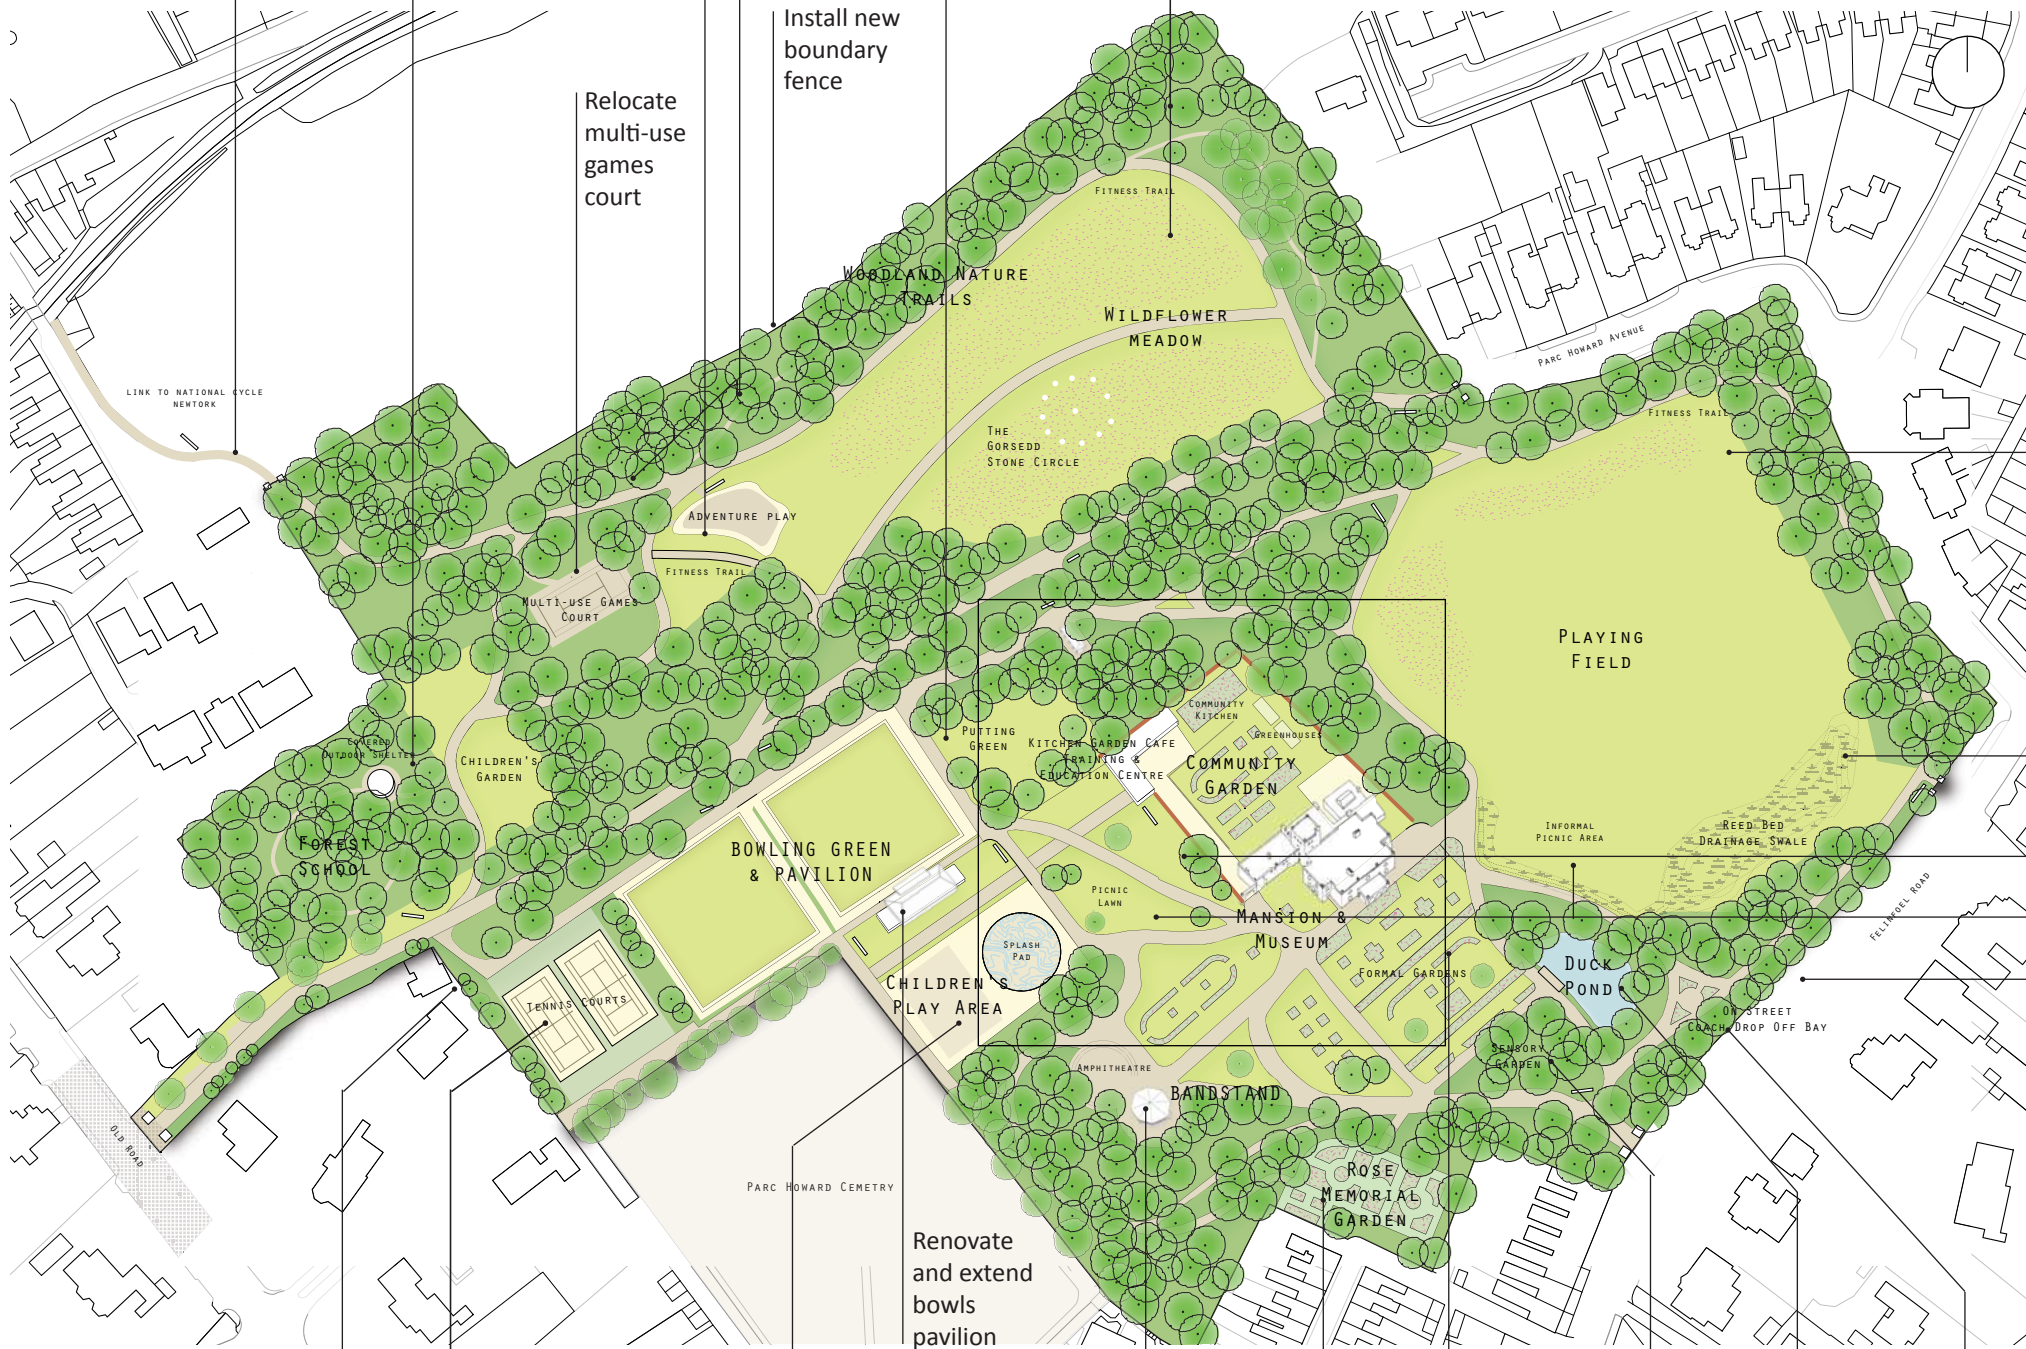 Install new
boundary
fence
Relocate
multi-use
games
court
Fitness Trail
Woodland Nature
Trails
Wildflower
meadow
Parc Howard Avenue
link to national cycle
newtork
Fitness Trail
The
Gorsedd
Stone Circle
Adventure play
Fitness Trail
Multi-use Games
Court
Playing
Field
Community
Kitchen
Greenhouses
Putting
Green
Kitchen Garden Cafe
Training &
Education Centre
Community
Garden
Covered
Outdoor Shelter
Children's
Garden
Forest
School
BOWLING GREEN
& PAVILION
Informal
Picnic Area
Reed Bed
Drainage Swale
Picnic
Lawn
Felinfoel Road
Mansion &
Museum
Splash
Pad
Formal Gardens
Duck
Pond
Children's
Play Area
Tennis Courts
On Street
Coach Drop Off Bay
Sensory
Garden
Amphitheatre
BANDSTAND
Old Road
Rose
Memorial
Garden
Parc Howard Cemetry
Renovate
and extend
bowls
pavilion